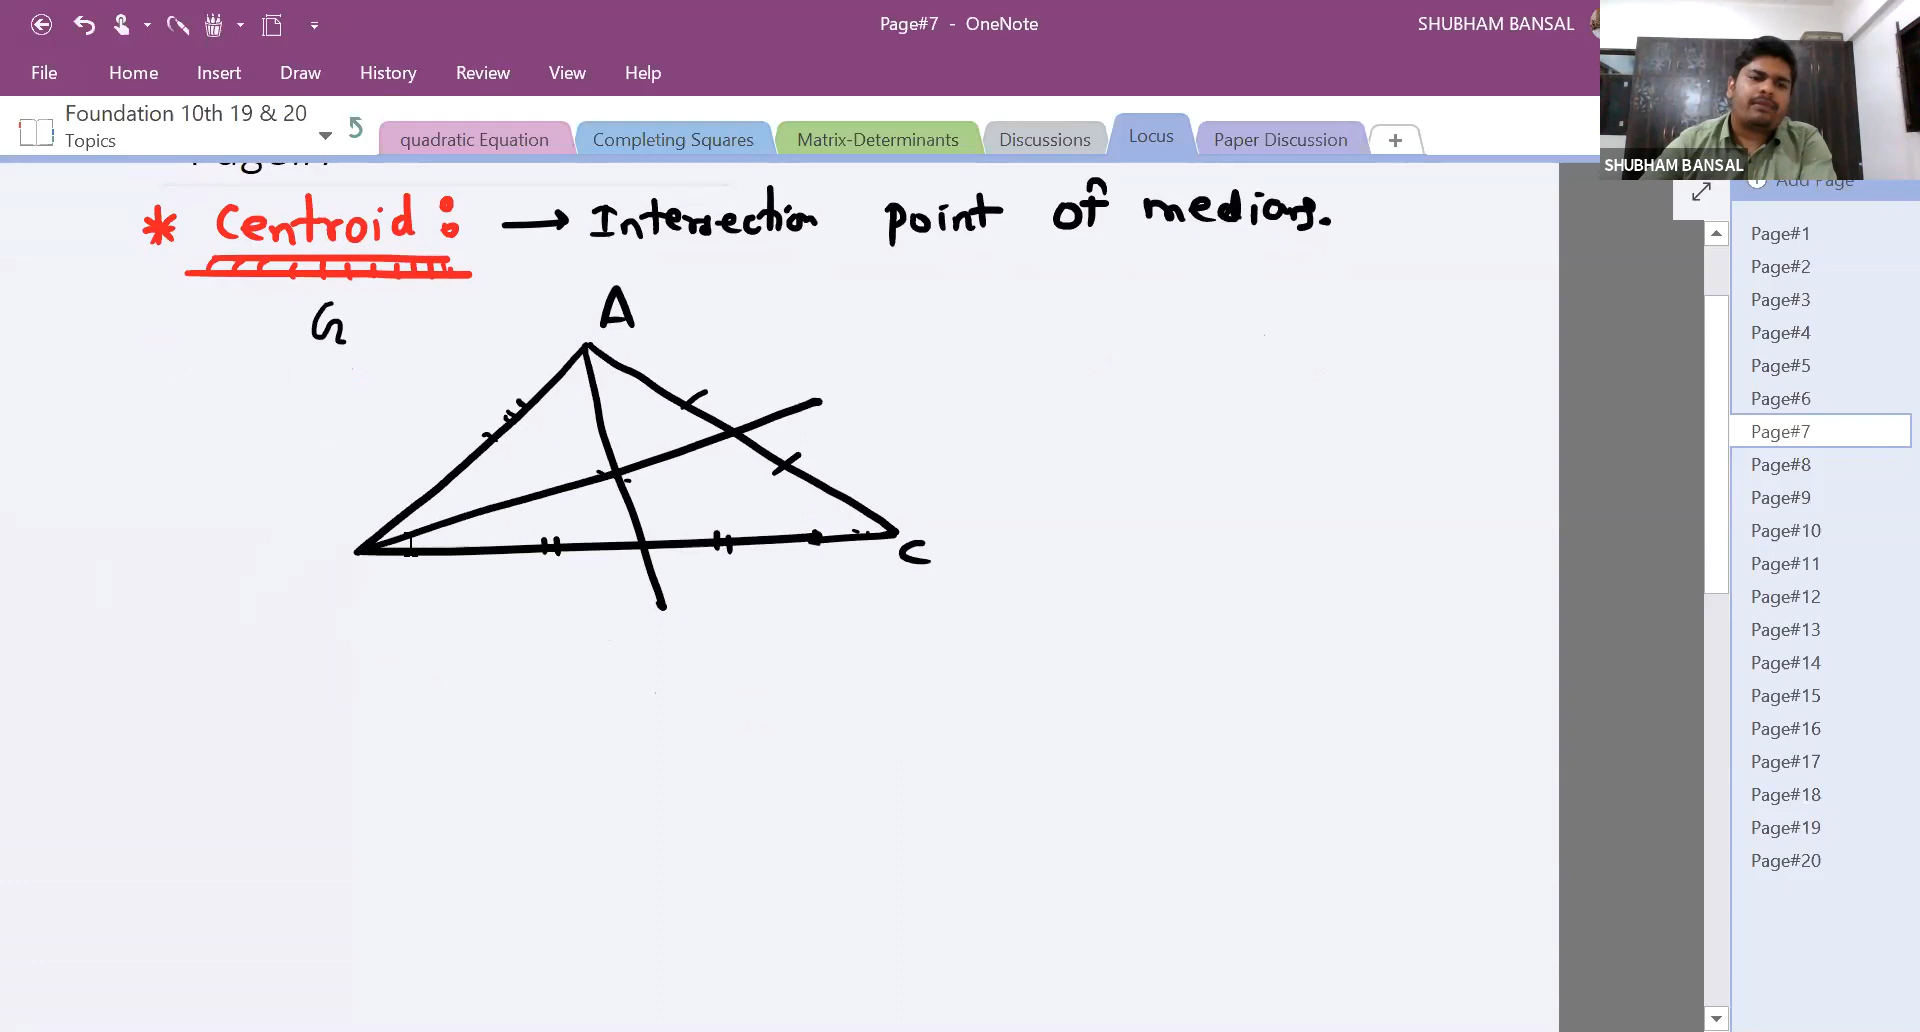 Page#7 - OneNote
SHUBHAM BANSAL
File Home Insert Draw History Review View Help
Foundation 10th 19 & 20
Topics
quadratic Equation
Completing Squares
Matrix-Determinants
Discussions
Locus
Paper Discussion
+
SHUBHAM BANSAL
Add Page
* Centroid : → Intersection point of medians.
G
A
C
Page#1
Page#2
Page#3
Page#4
Page#5
Page#6
Page#7
Page#8
Page#9
Page#10
Page#11
Page#12
Page#13
Page#14
Page#15
Page#16
Page#17
Page#18
Page#19
Page#20